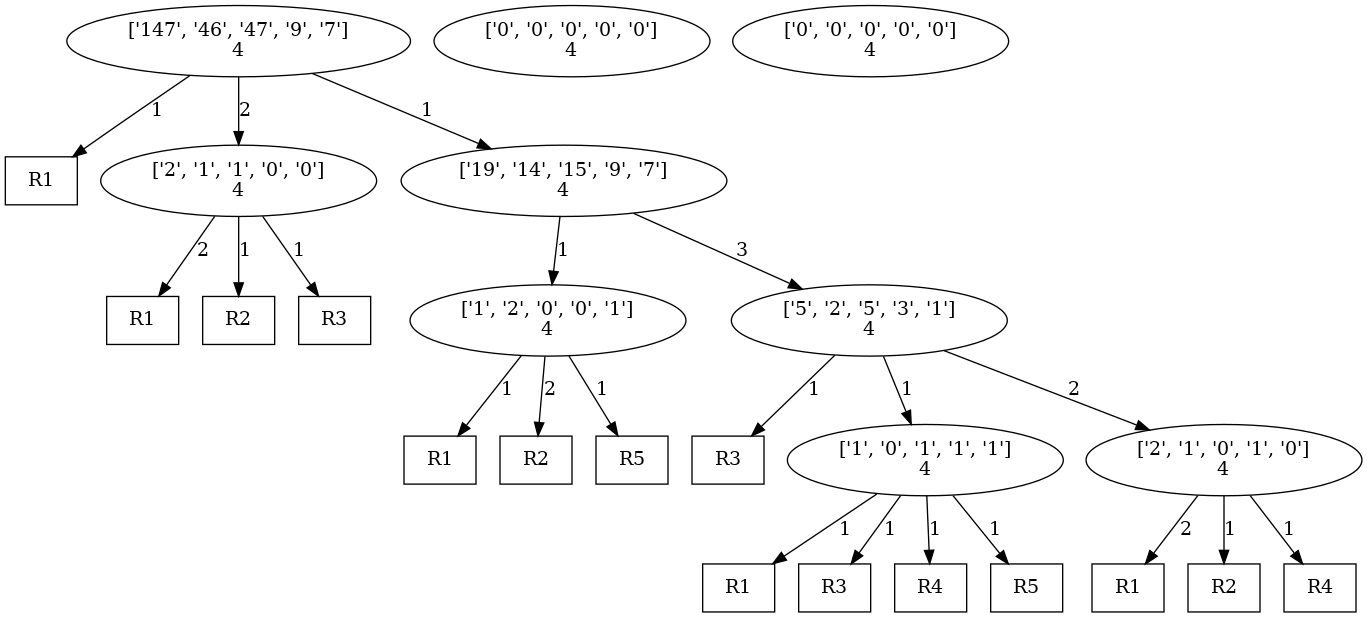 ['147', '46', '47', '9', '7']
4
['0', '0', '0', '0', '0']
4
['0', '0', '0', '0', '0']
4
1
2
1
R1
['2', '1', '1', '0', '0']
4
['19', '14', '15', '9', '7']
4
2
1
1
1
3
R1
R2
R3
['1', '2', '0', '0', '1']
4
['5', '2', '5', '3', '1']
4
1
2
1
1
1
2
R1
R2
R5
R3
['1', '0', '1', '1', '1']
4
['2', '1', '0', '1', '0']
4
1
1
1
1
2
1
1
R1
R3
R4
R5
R1
R2
R4